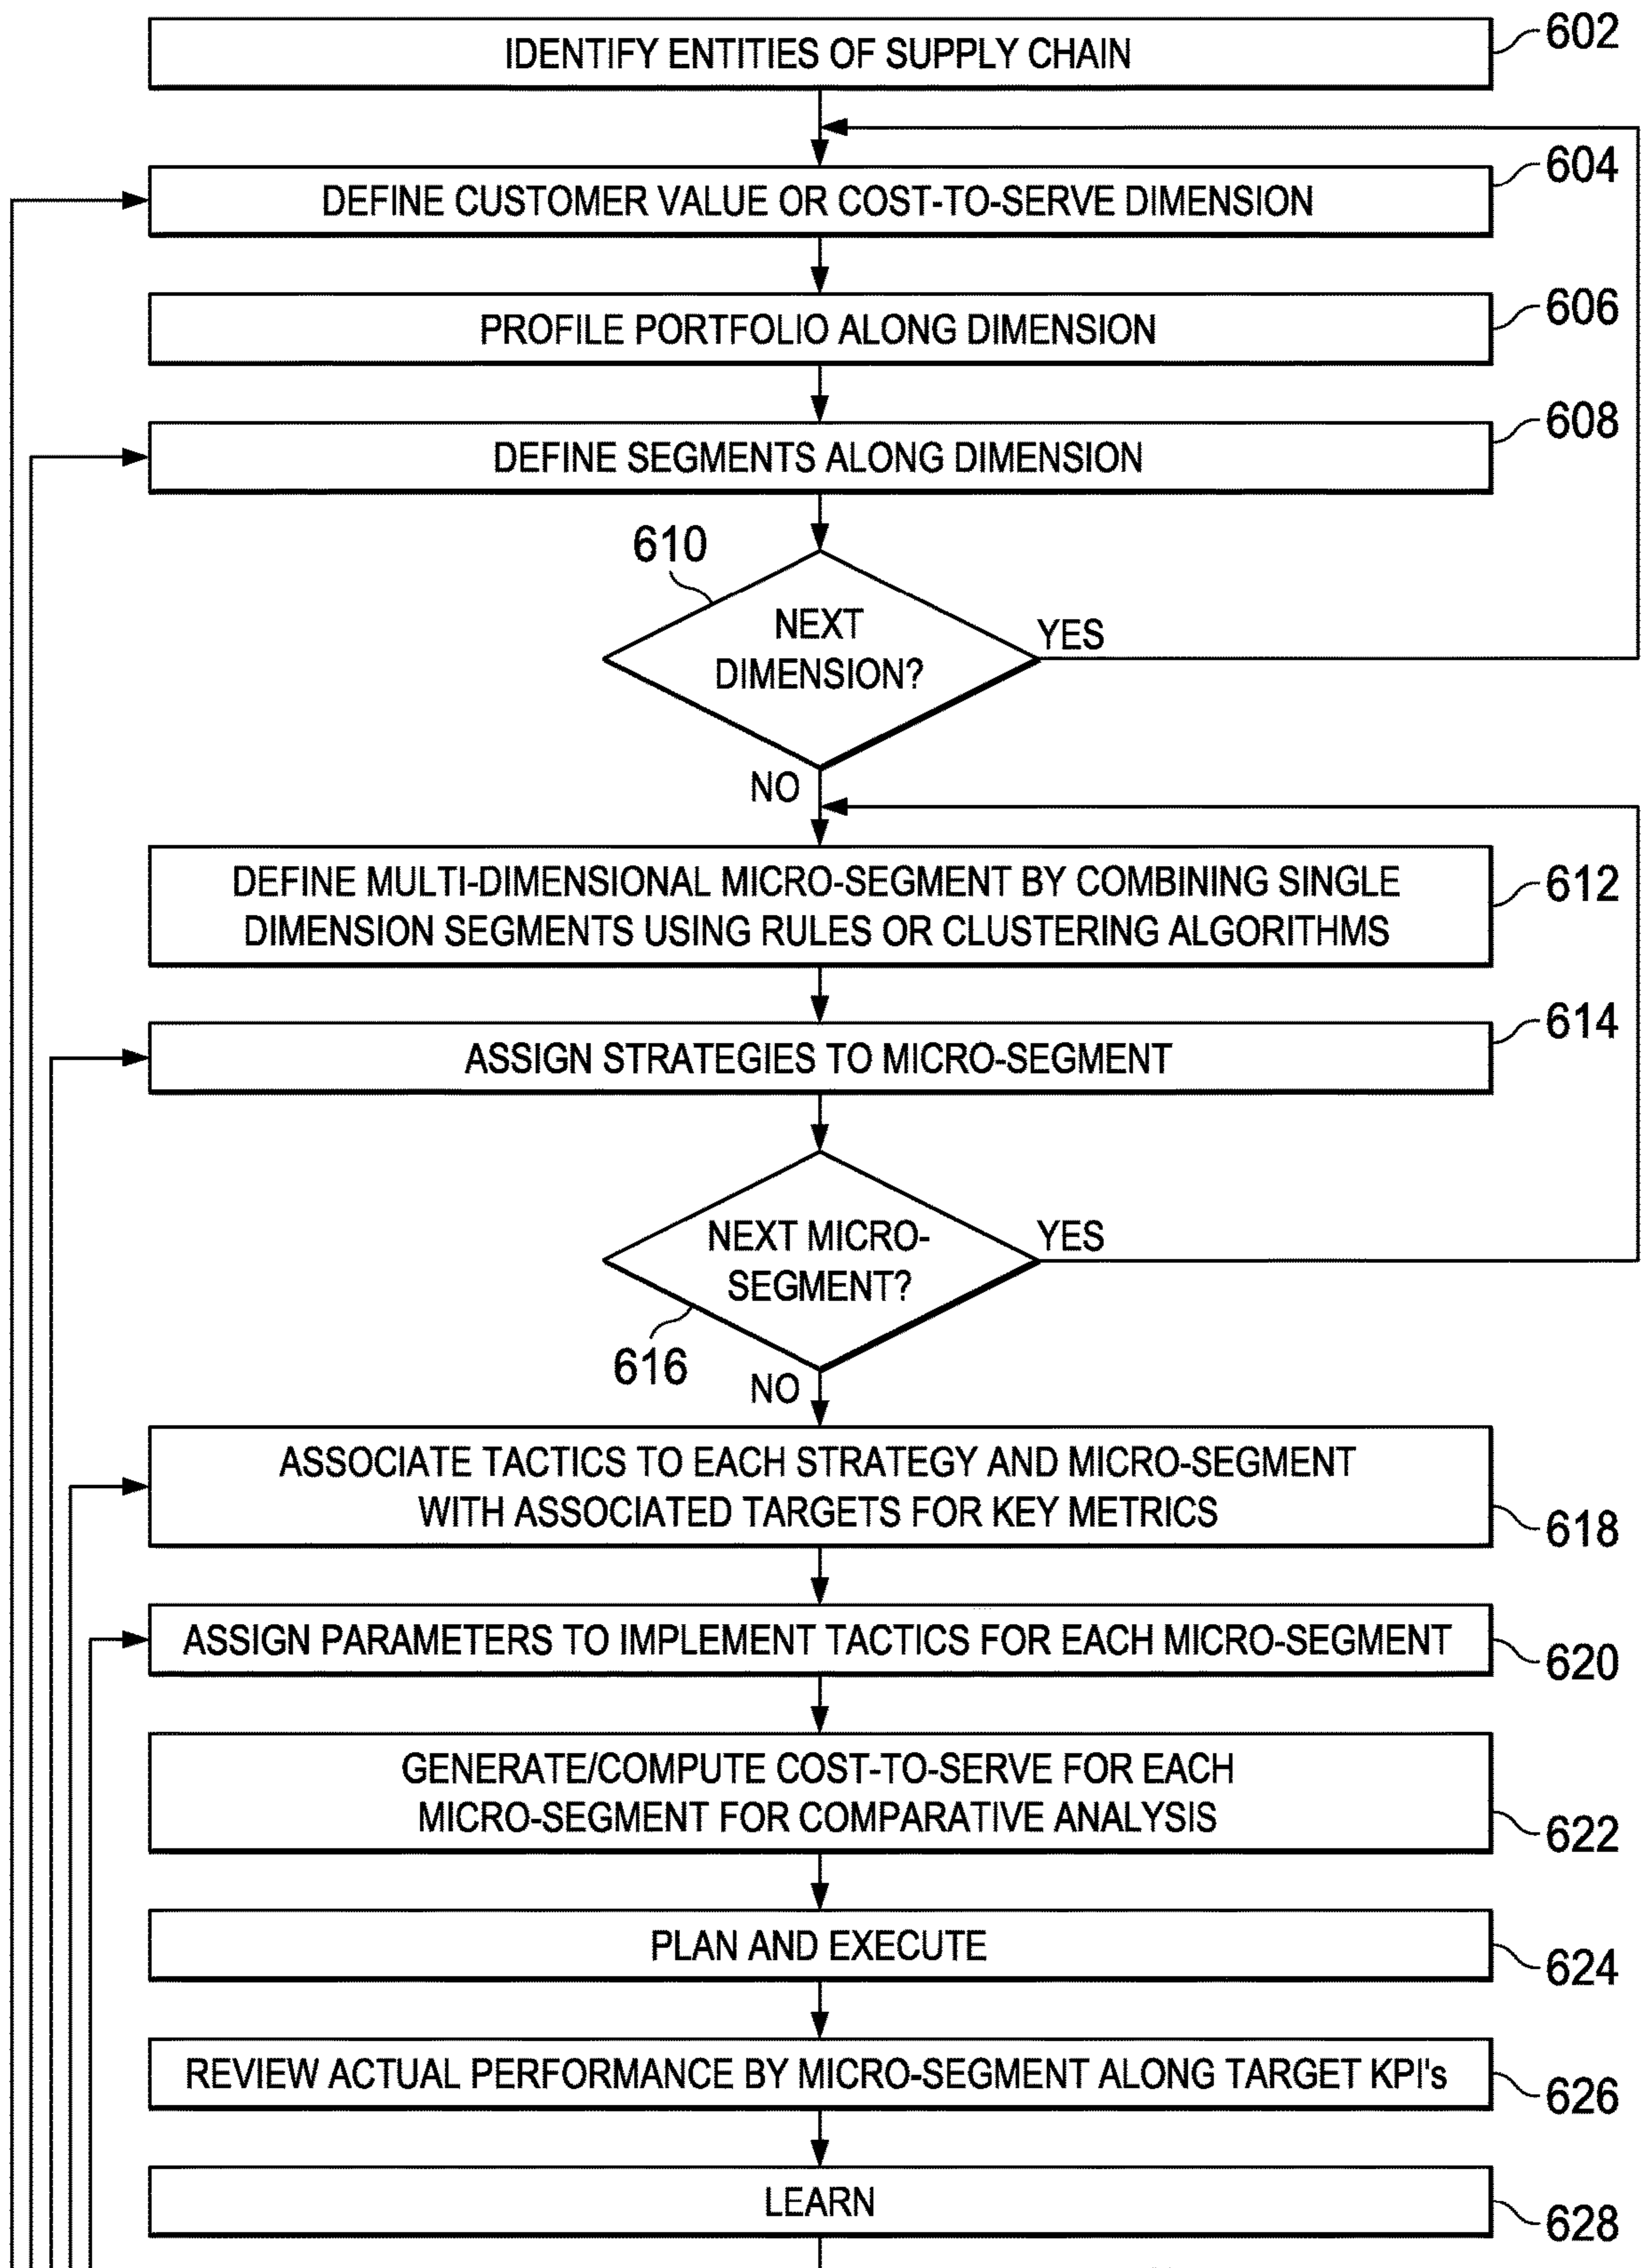 IDENTIFY ENTITIES OF SUPPLY CHAIN
602
DEFINE CUSTOMER VALUE OR COST-TO-SERVE DIMENSION
604
PROFILE PORTFOLIO ALONG DIMENSION
606
DEFINE SEGMENTS ALONG DIMENSION
608
610
NEXT
DIMENSION?
YES
NO
DEFINE MULTI-DIMENSIONAL MICRO-SEGMENT BY COMBINING SINGLE
DIMENSION SEGMENTS USING RULES OR CLUSTERING ALGORITHMS
612
ASSIGN STRATEGIES TO MICRO-SEGMENT
614
NEXT MICRO-
SEGMENT?
YES
616
NO
ASSOCIATE TACTICS TO EACH STRATEGY AND MICRO-SEGMENT
WITH ASSOCIATED TARGETS FOR KEY METRICS
618
ASSIGN PARAMETERS TO IMPLEMENT TACTICS FOR EACH MICRO-SEGMENT
620
GENERATE/COMPUTE COST-TO-SERVE FOR EACH
MICRO-SEGMENT FOR COMPARATIVE ANALYSIS
622
PLAN AND EXECUTE
624
REVIEW ACTUAL PERFORMANCE BY MICRO-SEGMENT ALONG TARGET KPI's
626
LEARN
628